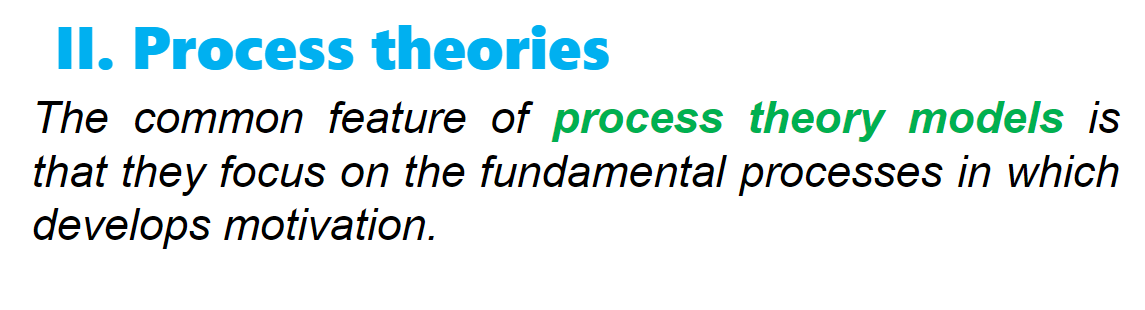 II. Process theories
The common feature of process theory models is
that they focus on the fundamental processes in which
develops motivation.